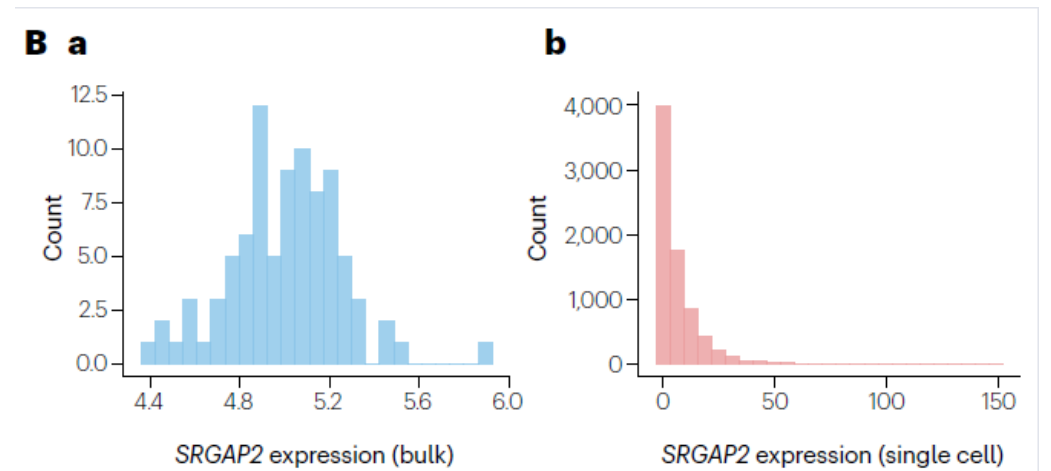 B a
b
12.5
10.0
7.5
5.0
2.5
0.0
Count
4.4 4.8 5.2 5.6 6.0
SRGAP2 expression (bulk)
4,000
3,000
2,000
1,000
0
Count
0 50 100 150
SRGAP2 expression (single cell)